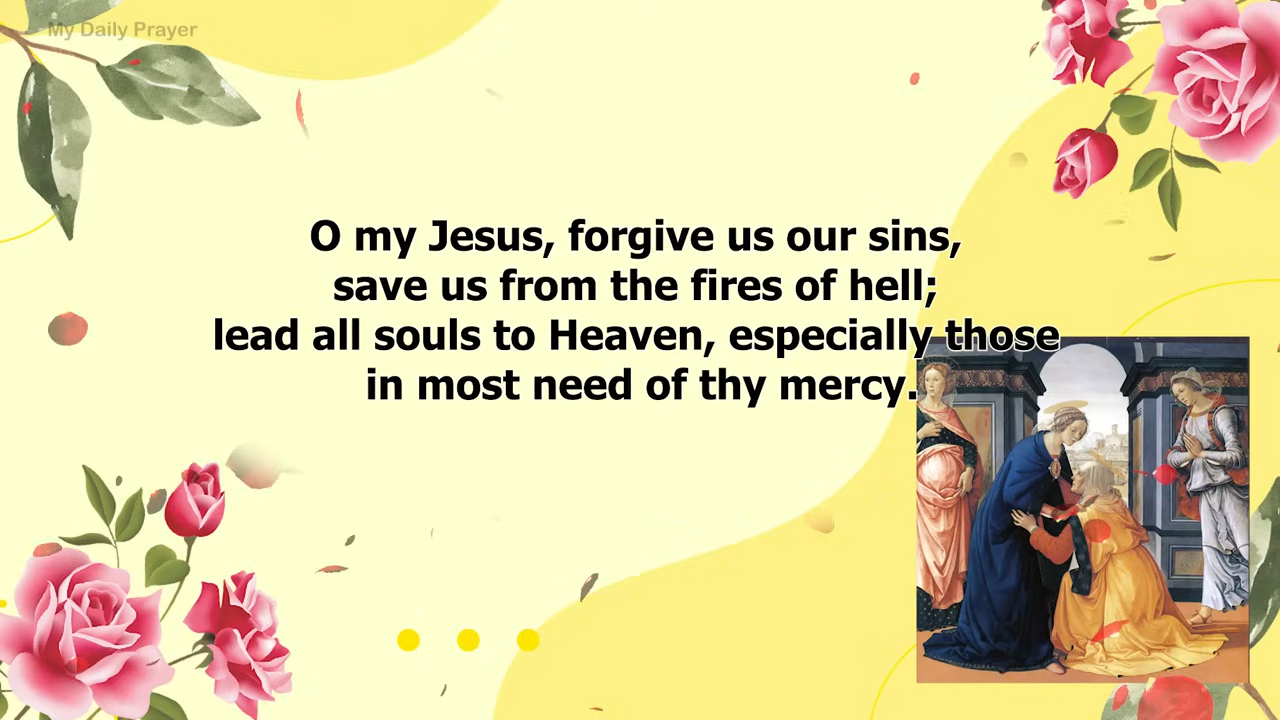 My Daily Prayer
O my Jesus, forgive us our sins,
save us from the fires of hell;
lead all souls to Heaven, especially those
in most need of thy mercy.